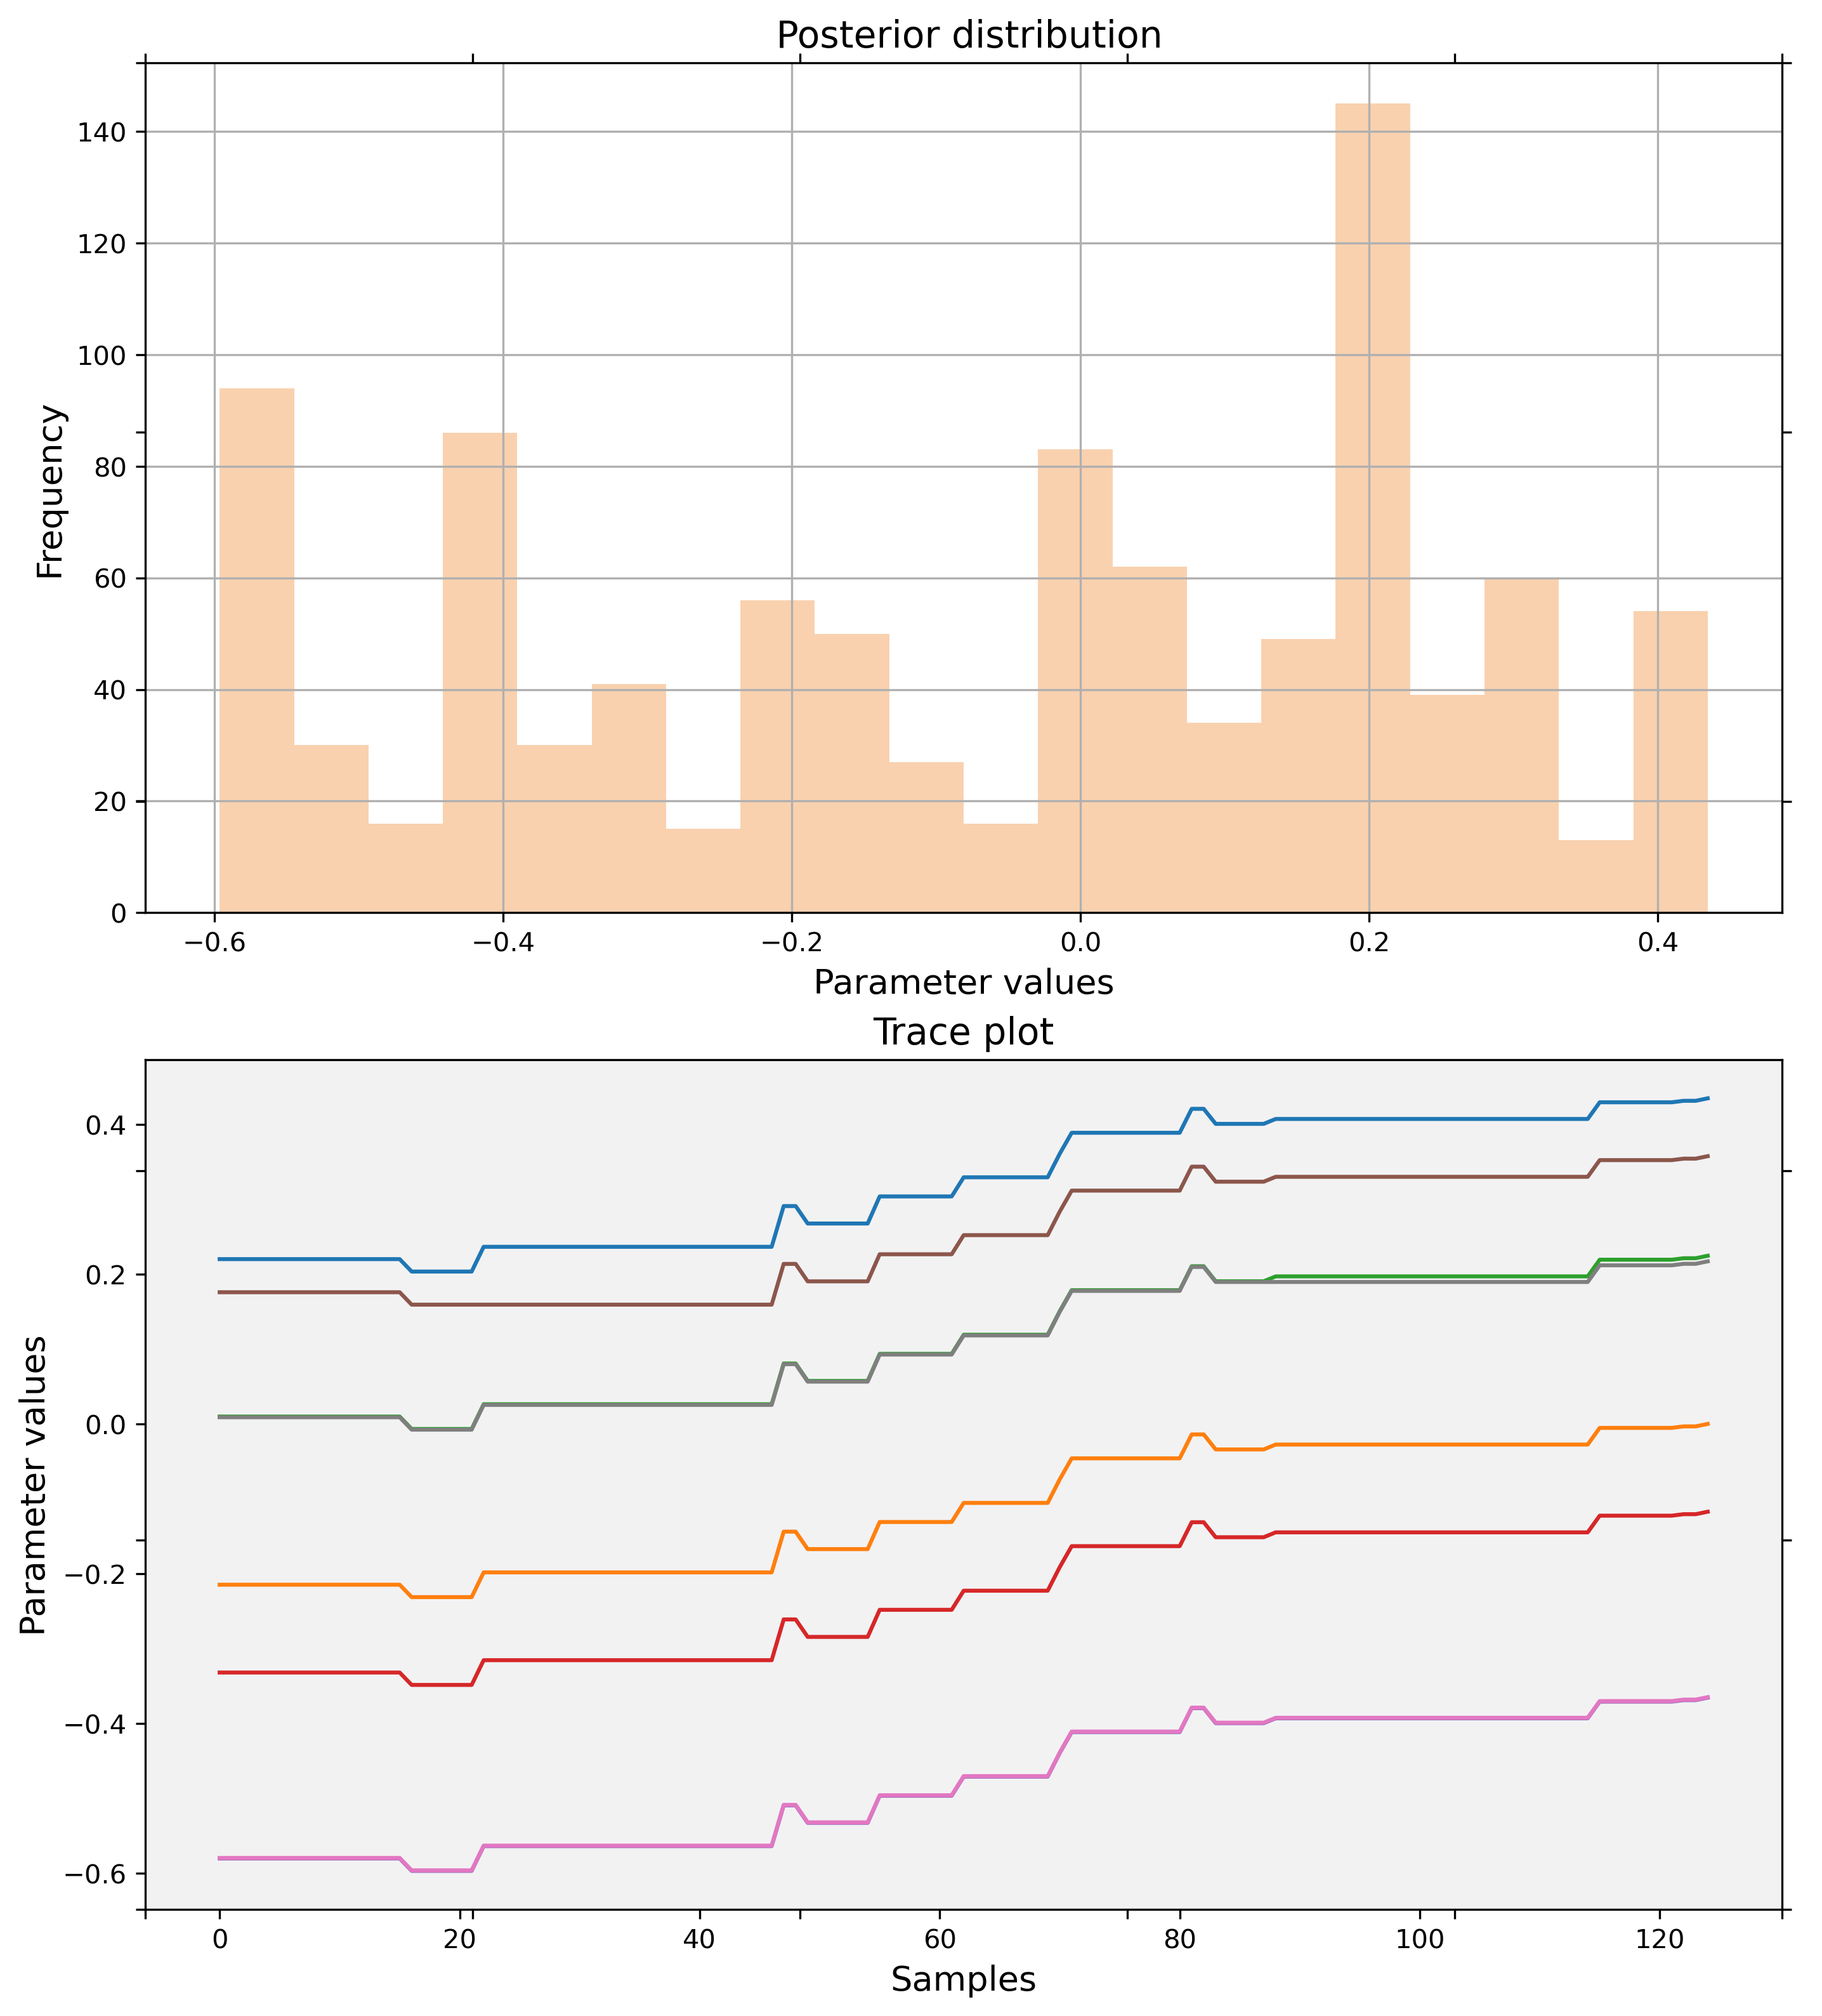 Posterior distribution
140
120
100
80
60
40
20
0
Frequency
−0.6 −0.4 −0.2 0.0 0.2 0.4
Parameter values
Trace plot
0.4
0.2
0.0
−0.2
−0.4
−0.6
Parameter values
0 20 40 60 80 100 120
Samples